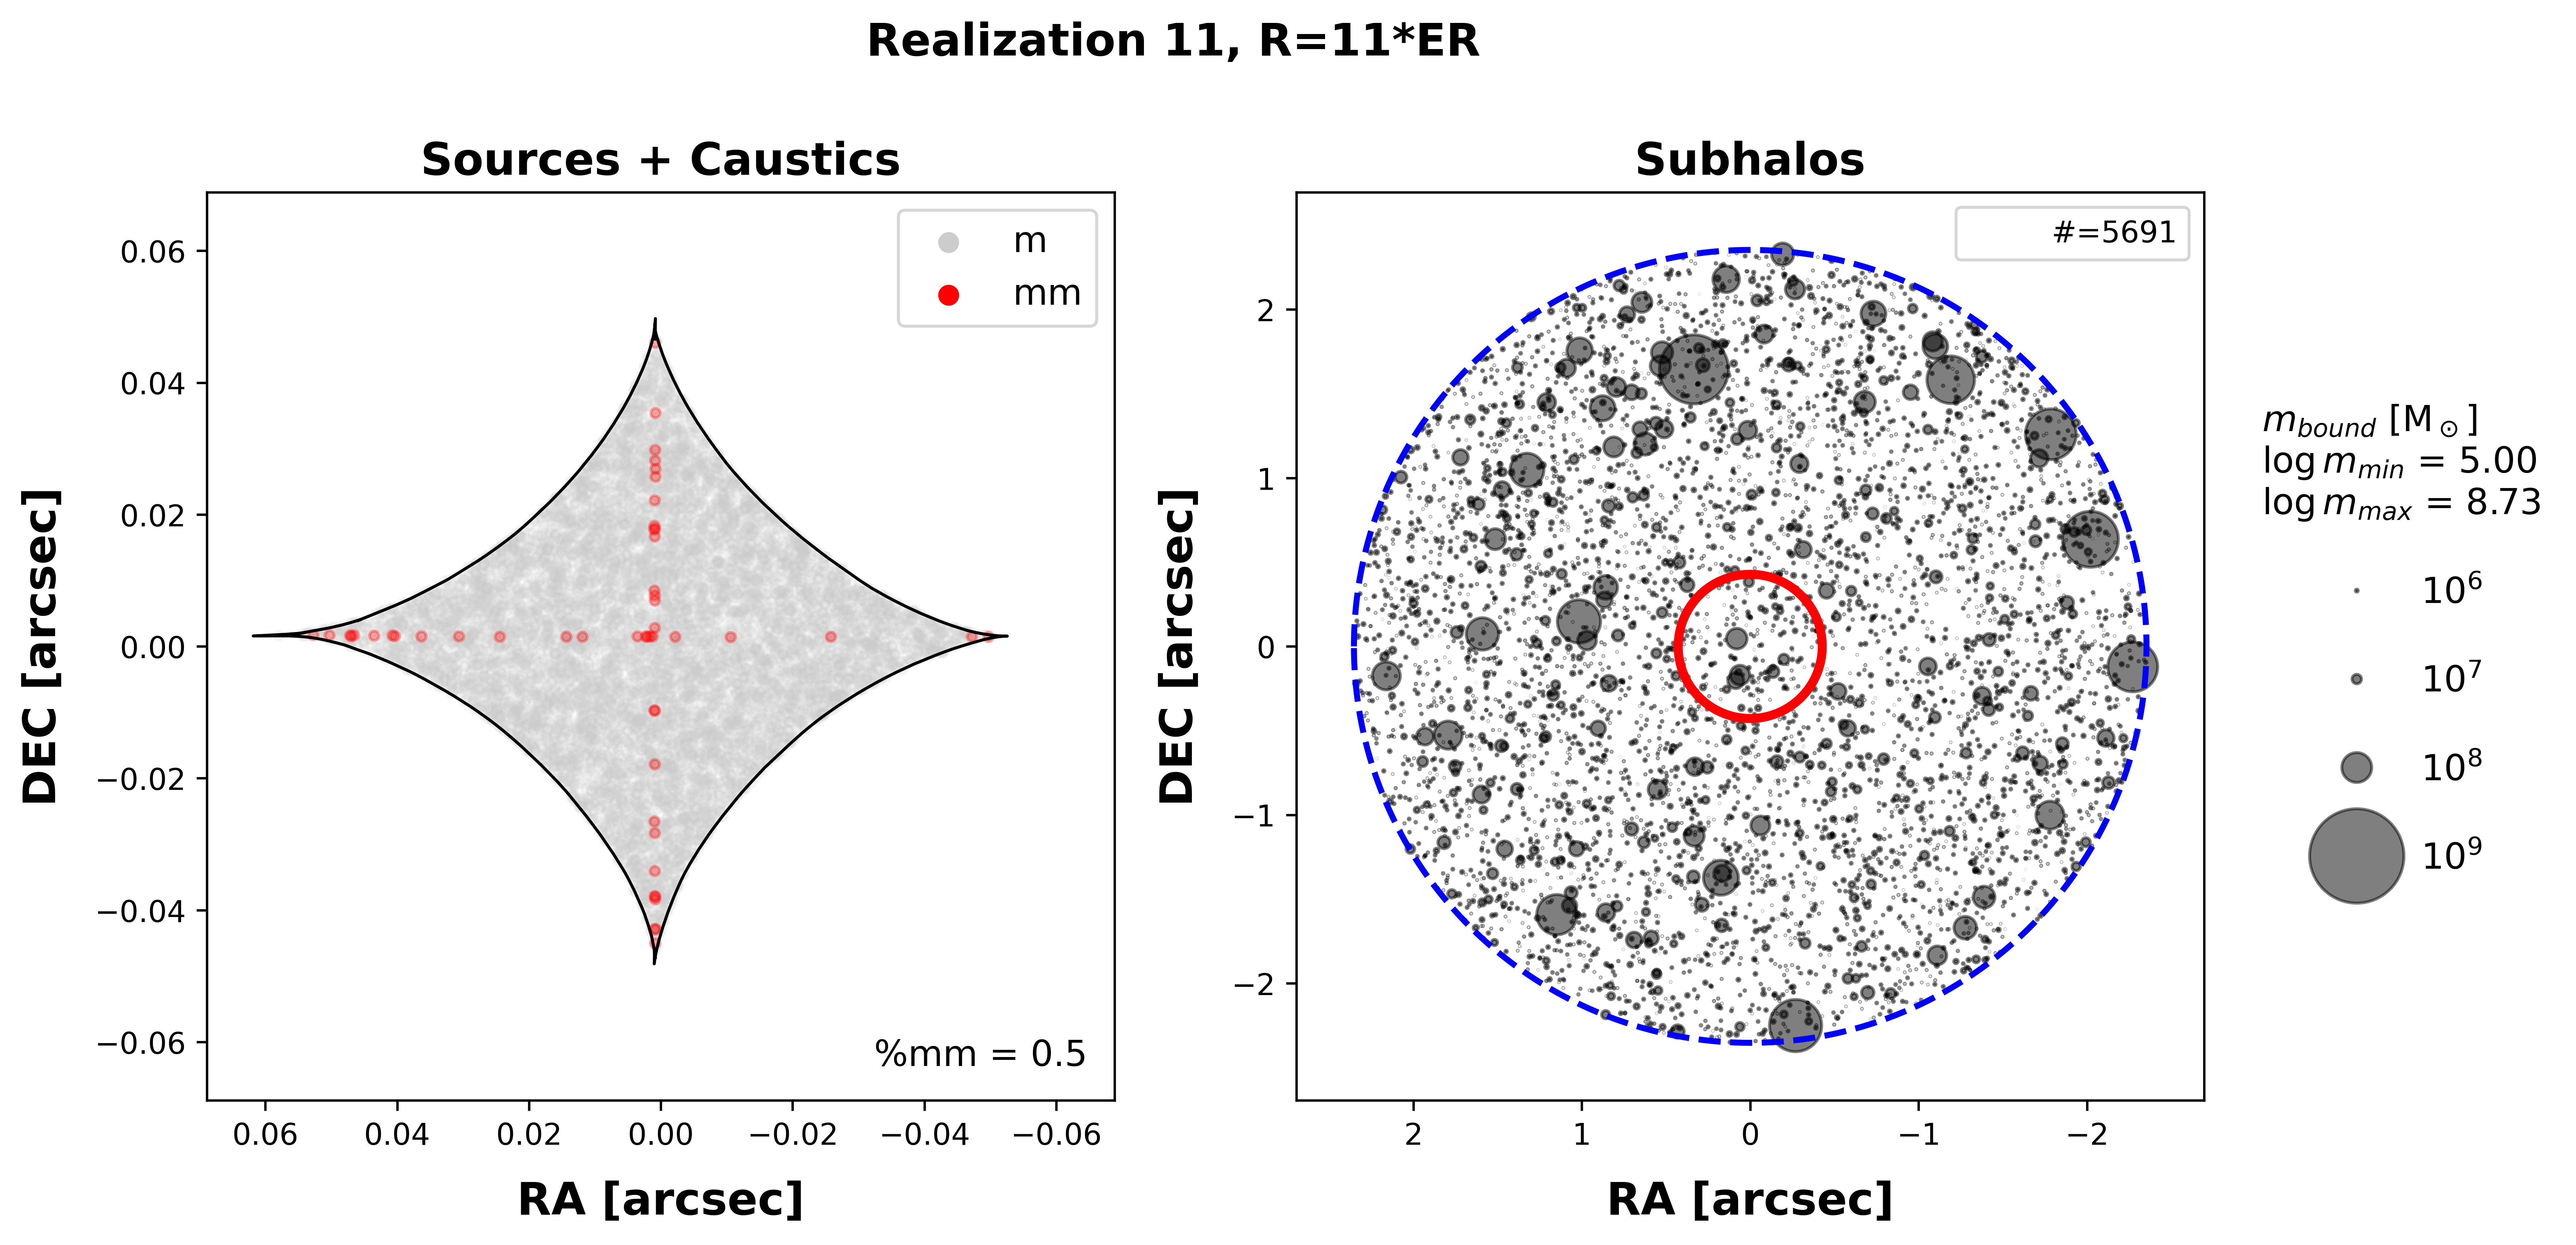 Realization 11, R=11*ER
Sources + Caustics
m
mm
%mm = 0.5
0.06
0.04
0.02
0.00
−0.02
−0.04
−0.06
0.06
0.04
0.02
0.00
−0.02
−0.04
−0.06
DEC [arcsec]
RA [arcsec]
Subhalos
#=5691
2
1
0
−1
−2
2
1
0
−1
−2
DEC [arcsec]
RA [arcsec]
m_bound [M_⊙]
log m_min = 5.00
log m_max = 8.73
10^6
10^7
10^8
10^9